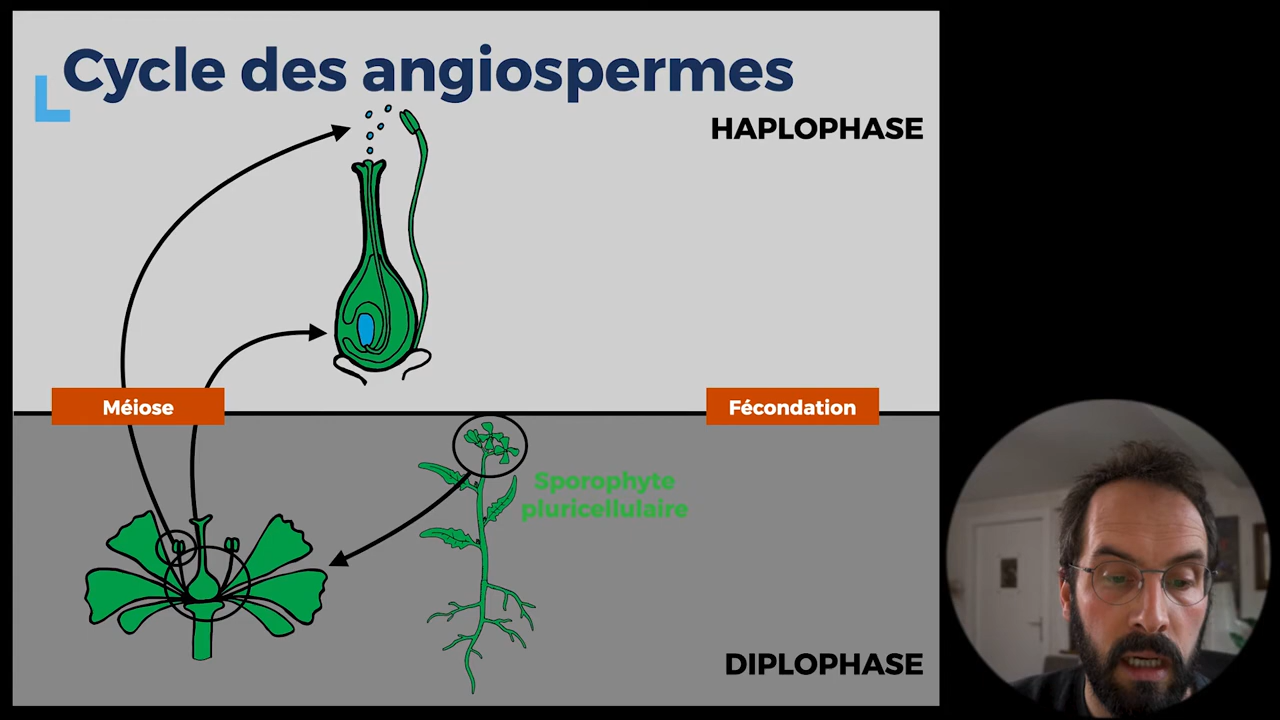 Cycle des angiospermes
HAPLOPHASE
Méiose
Fécondation
Sporophyte
pluricellulaire
DIPLOPHASE